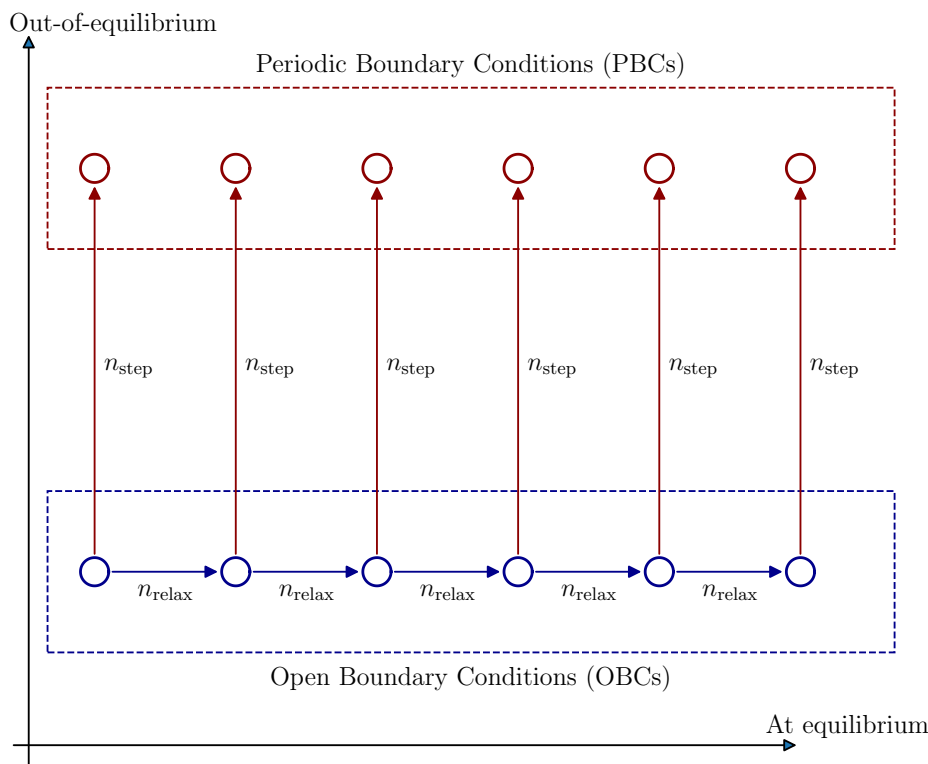 Out-of-equilibrium
Periodic Boundary Conditions (PBCs)
n_step n_step n_step n_step n_step n_step
n_relax n_relax n_relax n_relax n_relax
Open Boundary Conditions (OBCs)
At equilibrium